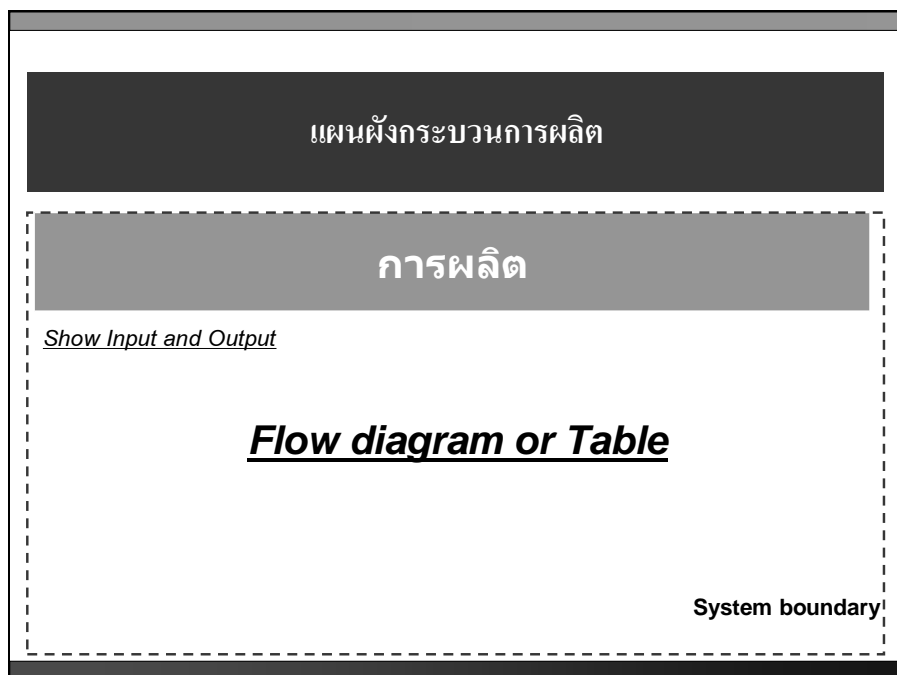 แผนผังกระบวนการผลิต
การผลิต
Show Input and Output
Flow diagram or Table
System boundary